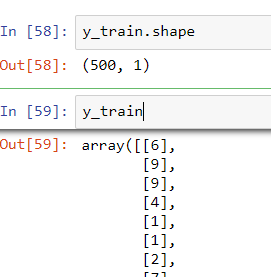 In [58]: y_train.shape
Out[58]: (500, 1)
In [59]: y_train
Out[59]: array([[6],
[9],
[9],
[4],
[1],
[1],
[2],